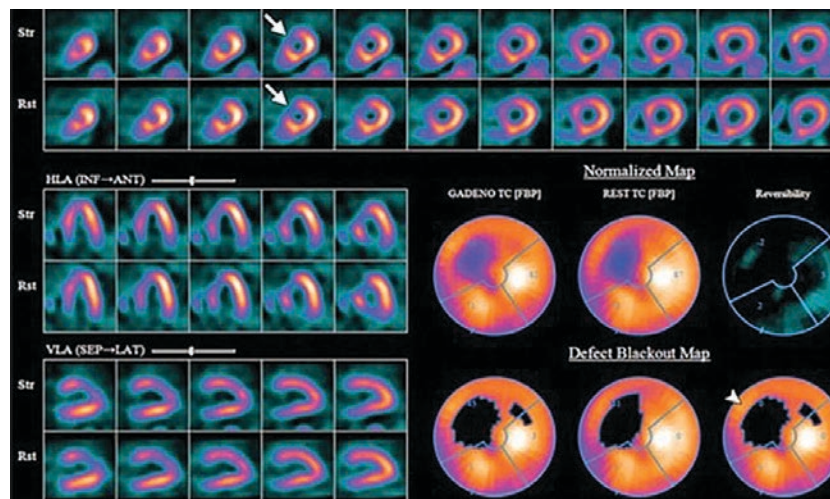 Str
Rst
HLA (INF→ANT)
Str
Rst
VLA (SEP→LAT)
Str
Rst
Normalized Map
GADENO TC [FBP]
REST TC [FBP]
Reversibility
Defect Blackout Map